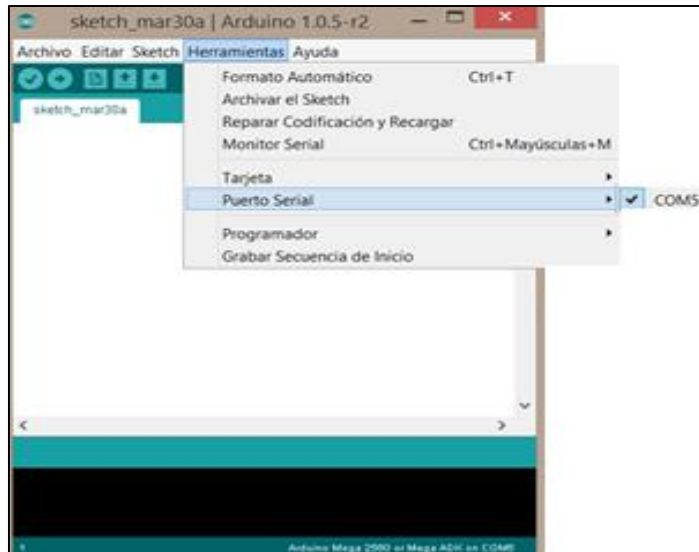 sketch_mar30a | Arduino 1.0.5-r2
Archivo Editar Sketch Herramientas Ayuda
sketch_mar30a
Formato Automático Ctrl+T
Archivar el Sketch
Reparar Codificación y Recargar
Monitor Serial Ctrl+Mayúsculas+M
Tarjeta
Puerto Serial
COM5
Programador
Grabar Secuencia de Inicio
1 Arduino Mega 2560 or Mega ADK on COM5